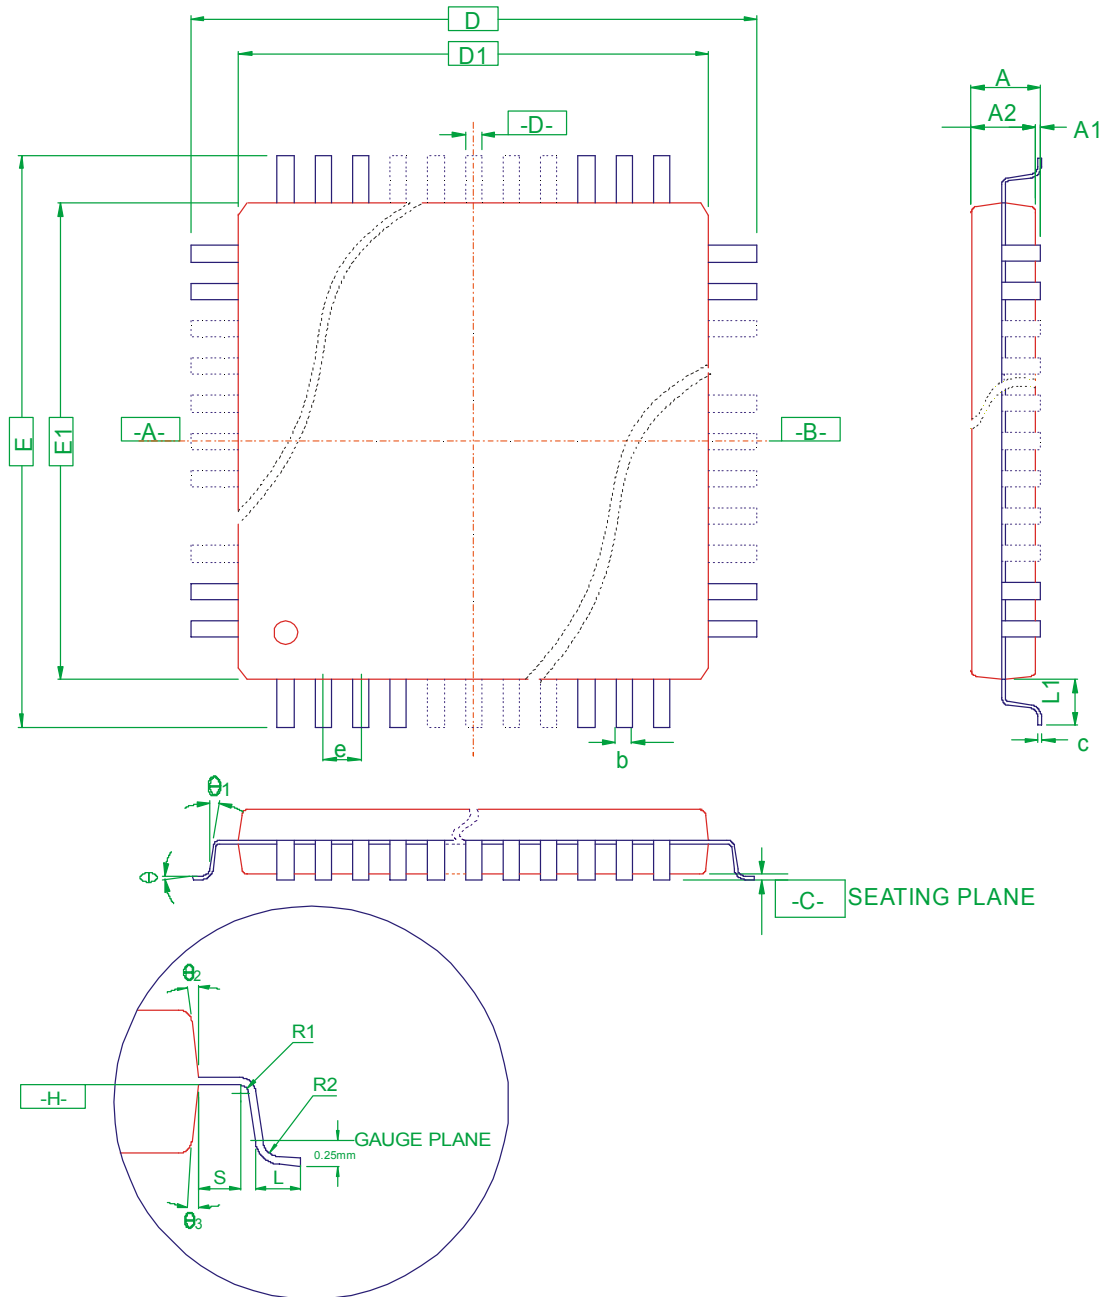 D
D1
-D-
A
A2
A1
E
E1
-A-
-B-
e
b
L1
c
θ1
θ
-C-
SEATING PLANE
θ2
R1
R2
-H-
GAUGE PLANE
0.25mm
S
L
θ3